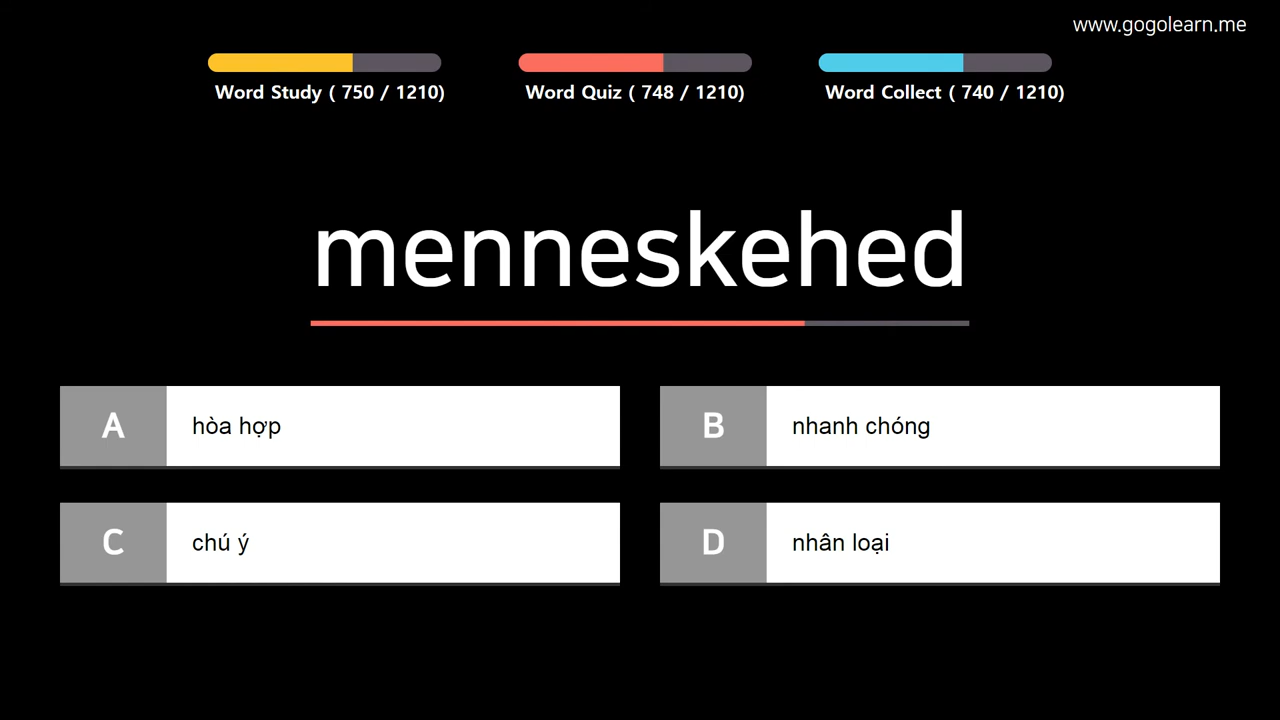 www.gogolearn.me
Word Study ( 750 / 1210)
Word Quiz ( 748 / 1210)
Word Collect ( 740 / 1210)
menneskehed
A hòa hợp
B nhanh chóng
C chú ý
D nhân loại